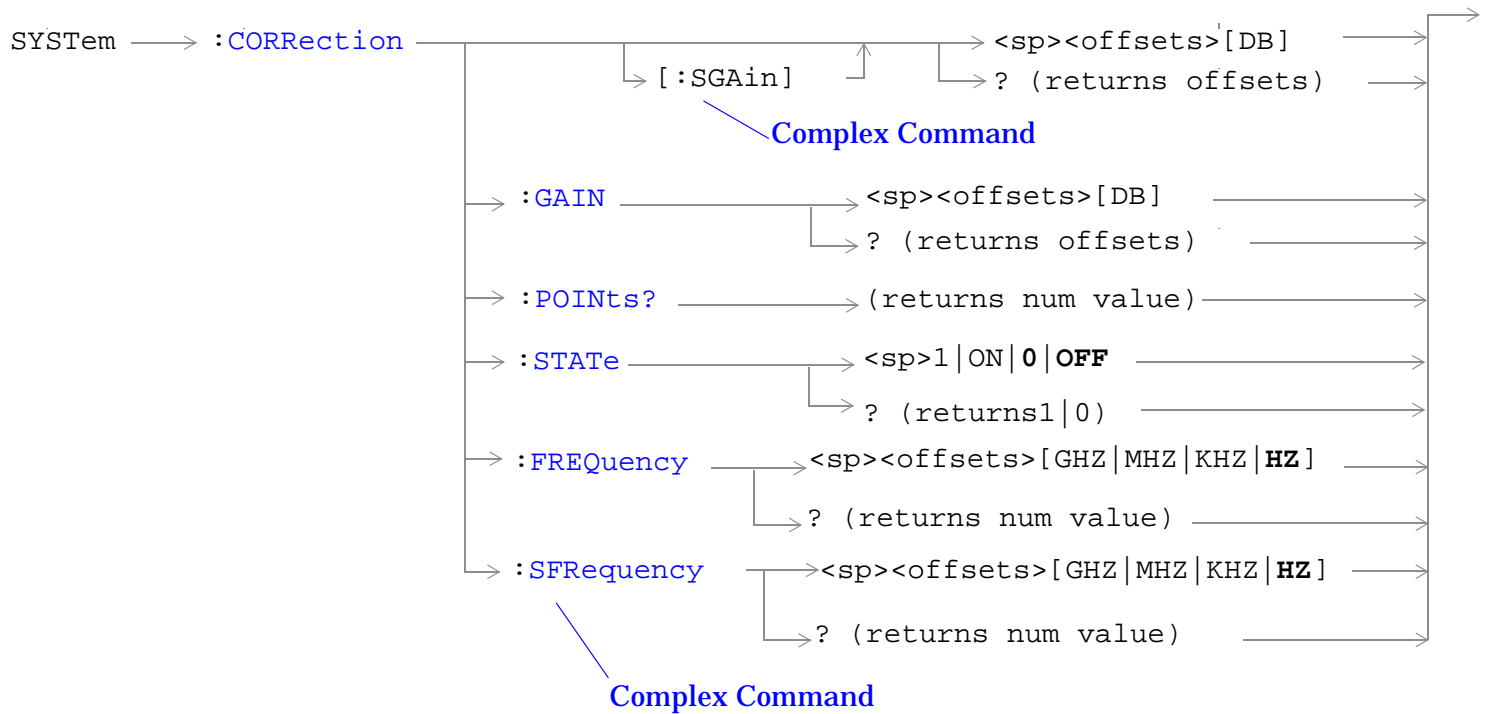 SYSTem :CORRection <sp><offsets>[DB]
[:SGAin] ? (returns offsets)
Complex Command
:GAIN <sp><offsets>[DB]
? (returns offsets)
:POINts? (returns num value)
:STATe <sp>1|ON|0|OFF
? (returns1|0)
:FREQuency <sp><offsets>[GHZ|MHZ|KHZ|HZ]
? (returns num value)
:SFRequency <sp><offsets>[GHZ|MHZ|KHZ|HZ]
? (returns num value)
Complex Command